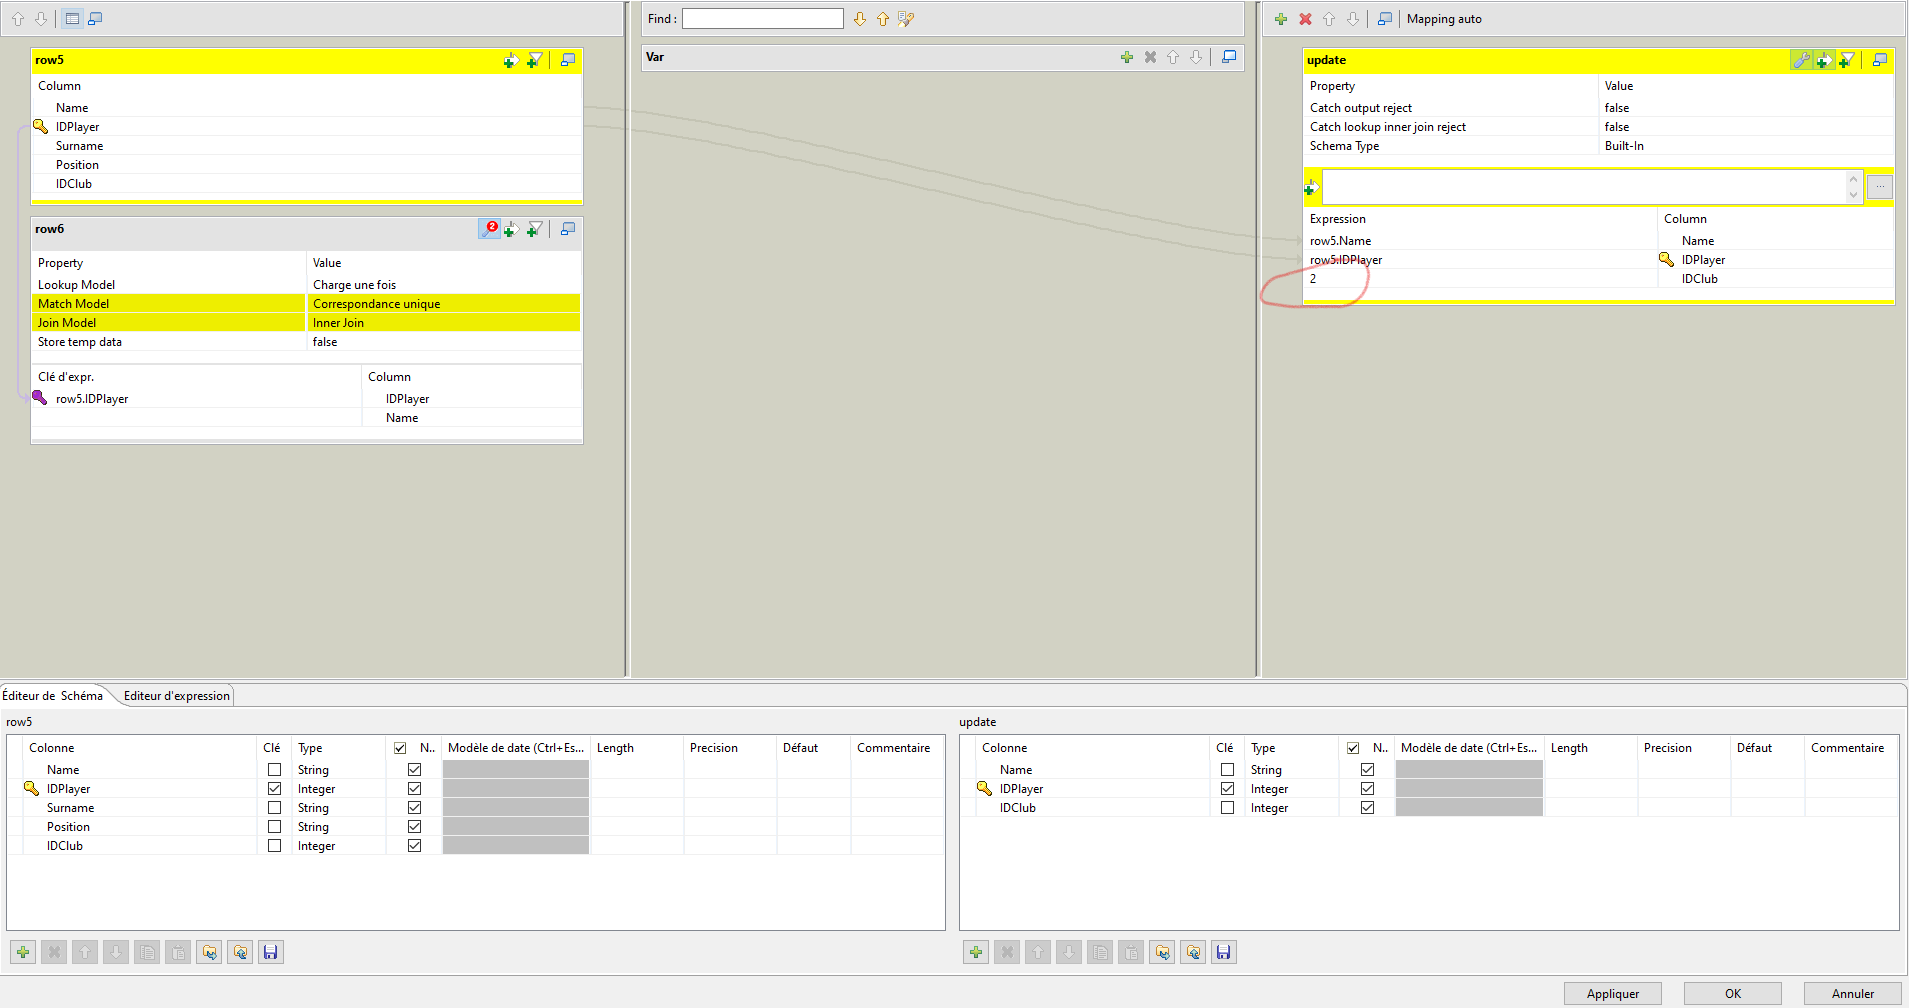 Find :
Mapping auto
row5
Column
Name
IDPlayer
Surname
Position
IDClub
row6
2
Property Value
Lookup Model Charge une fois
Match Model Correspondance unique
Join Model Inner Join
Store temp data false
Clé d'expr. Column
row5.IDPlayer IDPlayer
Name
Var
update
Property Value
Catch output reject false
Catch lookup inner join reject false
Schema Type Built-In
...
Expression Column
row5.Name Name
row5.IDPlayer IDPlayer
2 IDClub
Éditeur de Schéma Editeur d'expression
row5
Colonne Clé Type N.. Modèle de date (Ctrl+Es... Length Precision Défaut Commentaire
Name String
IDPlayer Integer
Surname String
Position String
IDClub Integer
update
Colonne Clé Type N.. Modèle de date (Ctrl+Es... Length Precision Défaut Commentaire
Name String
IDPlayer Integer
IDClub Integer
Appliquer OK Annuler